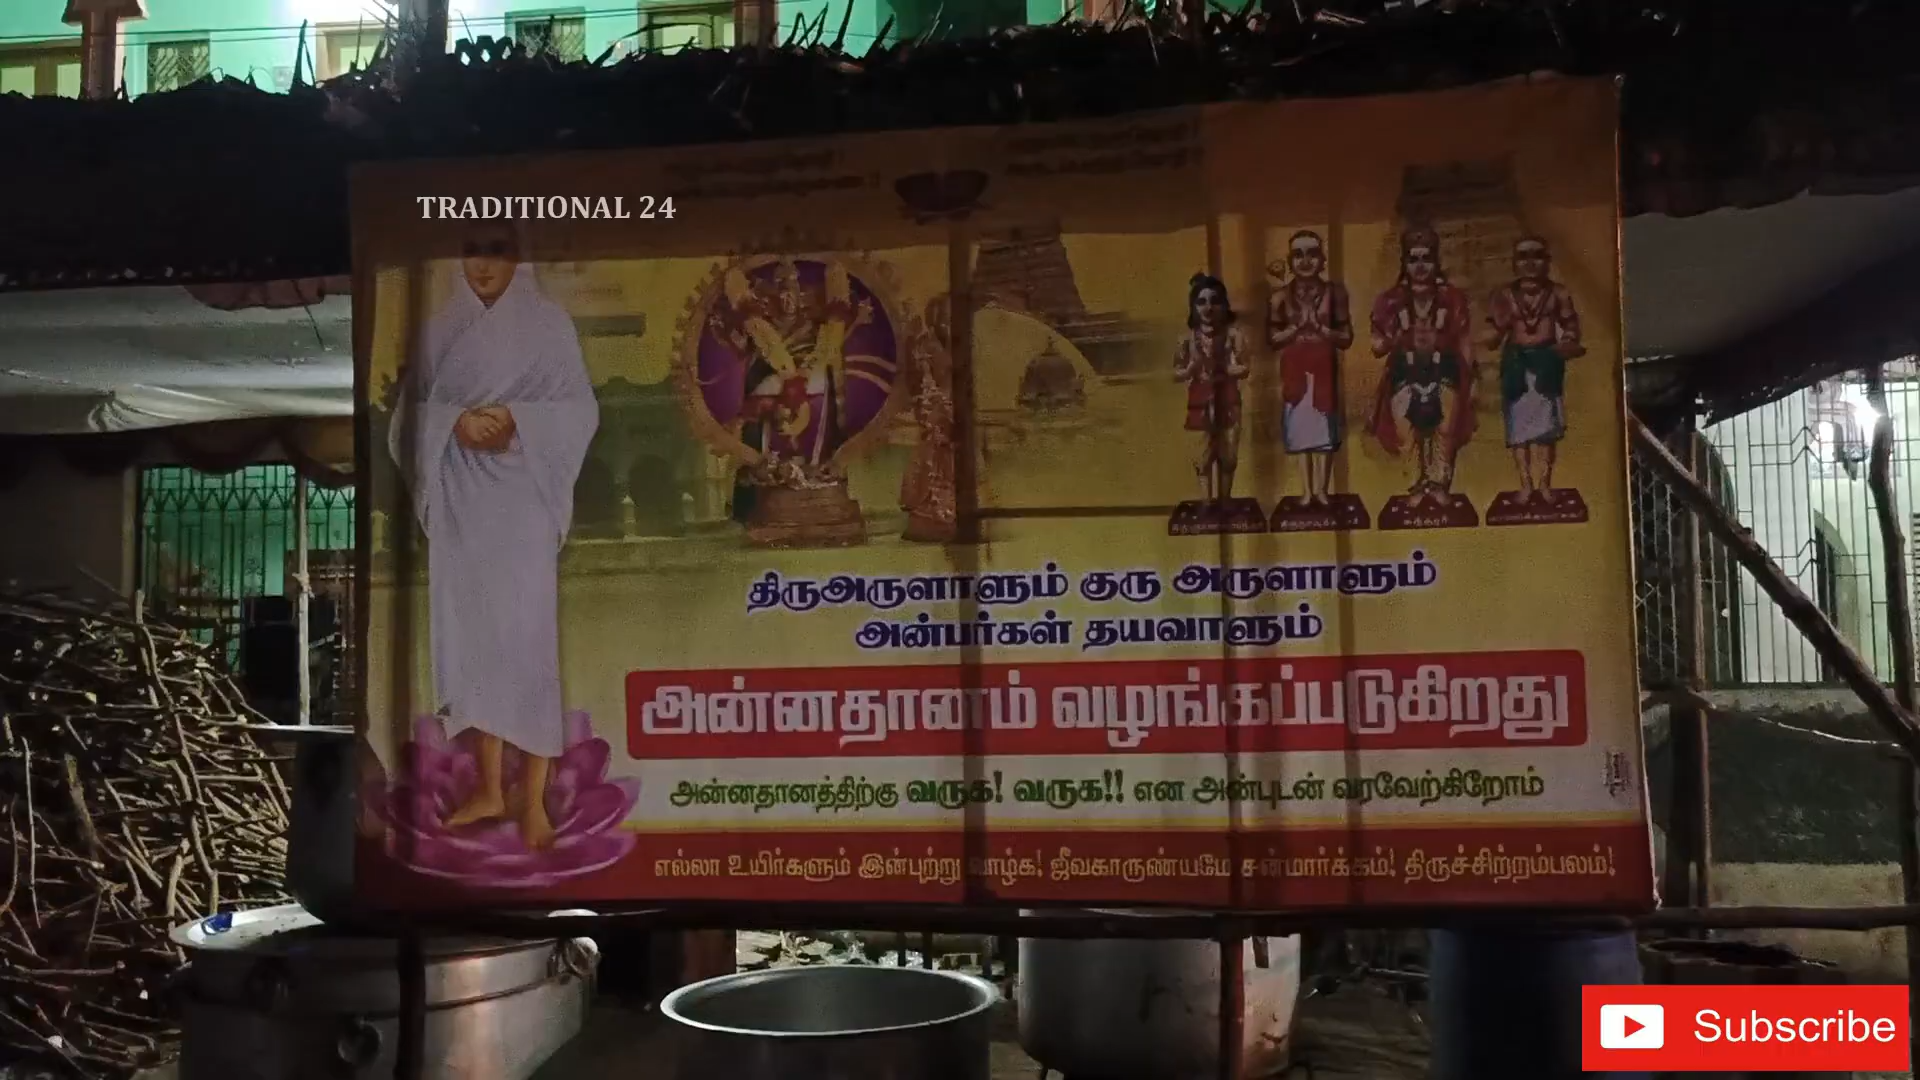 TRADITIONAL 24
திருஅருளாளும் குரு அருளாளும்
அன்பர்கள் தயவாளும்
அன்னதானம் வழங்கப்படுகிறது
அன்னதானத்திற்கு வருக! வருக!! என அன்புடன் வரவேற்கிறோம்
எல்லா உயிர்களும் இன்புற்று வாழ்க! ஜீவகாருண்யமே சன்மார்க்கம்! திருச்சிற்றம்பலம்!
Subscribe